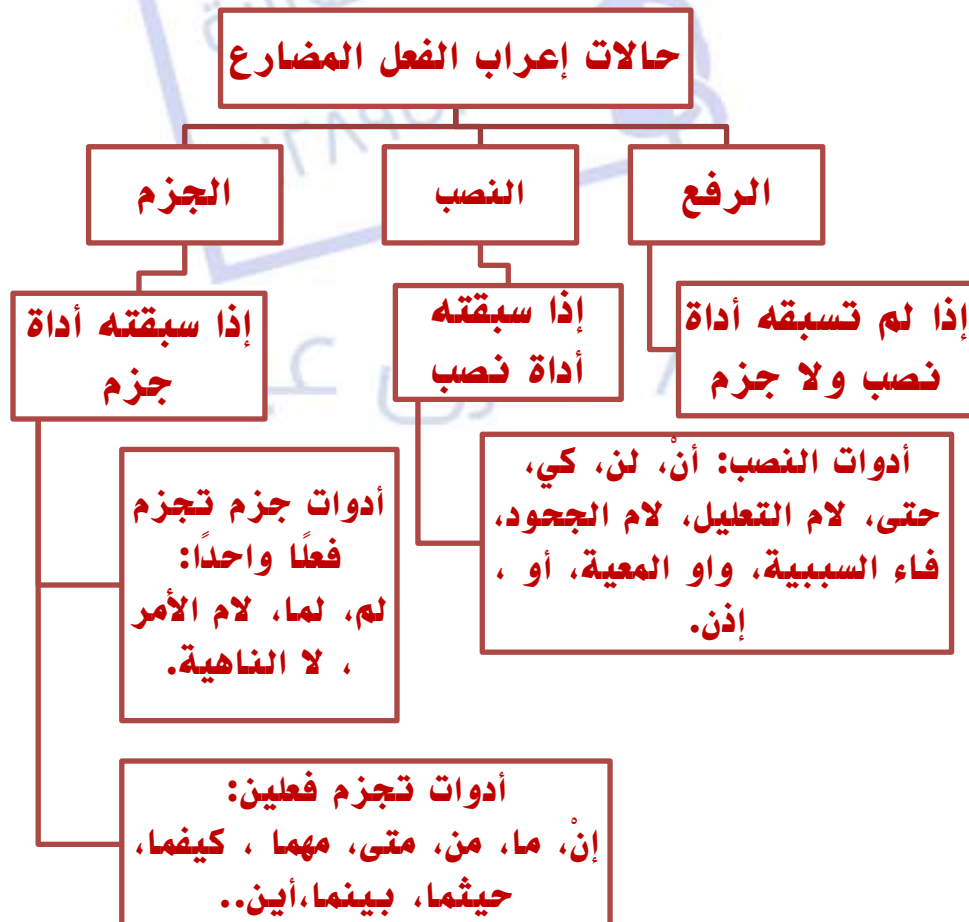 حالات إعراب الفعل المضارع
الرفع
النصب
الجزم
إذا لم تسبقه أداة
نصب ولا جزم
إذا سبقته
أداة نصب
إذا سبقته أداة
جزم
أدوات النصب: أنْ، لن، كي،
حتى، لام التعليل، لام الجحود،
فاء السببية، واو المعية، أو ،
إذن.
أدوات جزم تجزم
فعلًا واحدًا:
لم، لما، لام الأمر
، لا الناهية.
أدوات تجزم فعلين:
إنْ، ما، من، متى، مهما ، كيفما،
حيثما، بينما،أين..